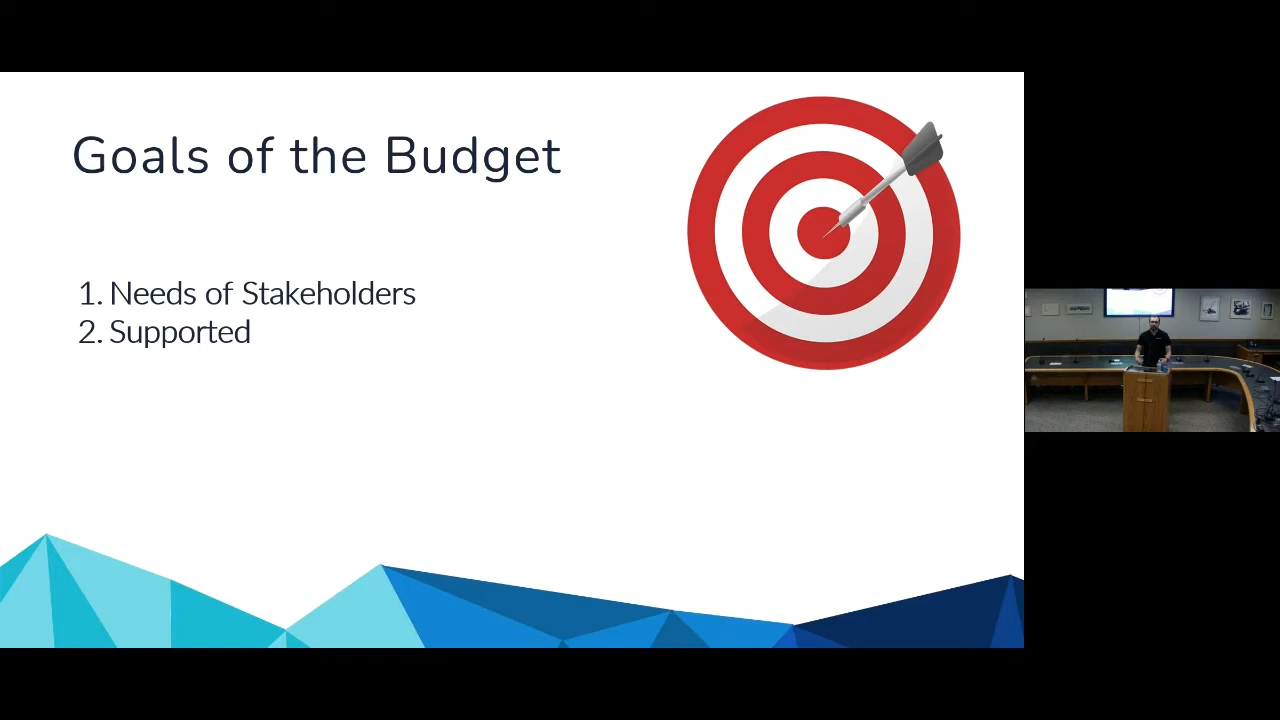 Goals of the Budget
1. Needs of Stakeholders
2. Supported